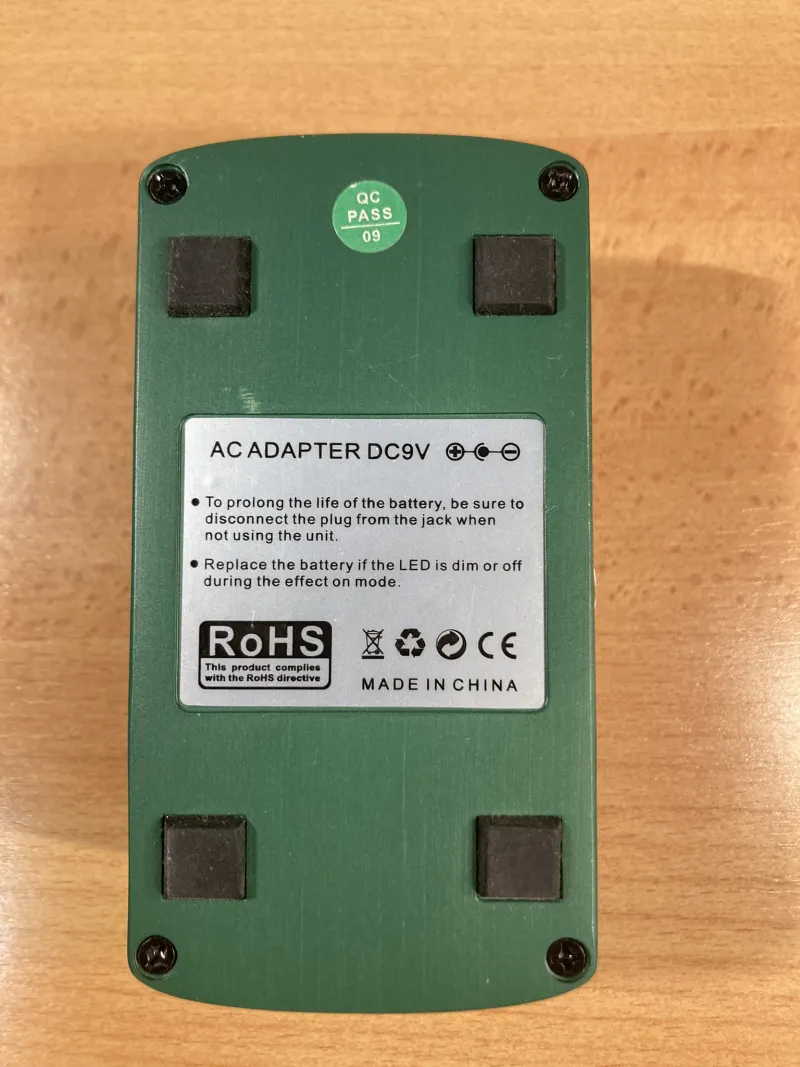 QC
PASS
09
AC ADAPTER DC9V
• To prolong the life of the battery, be sure to
disconnect the plug from the jack when
not using the unit.
• Replace the battery if the LED is dim or off
during the effect on mode.
RoHS
This product complies
with the RoHS directive
CE
MADE IN CHINA